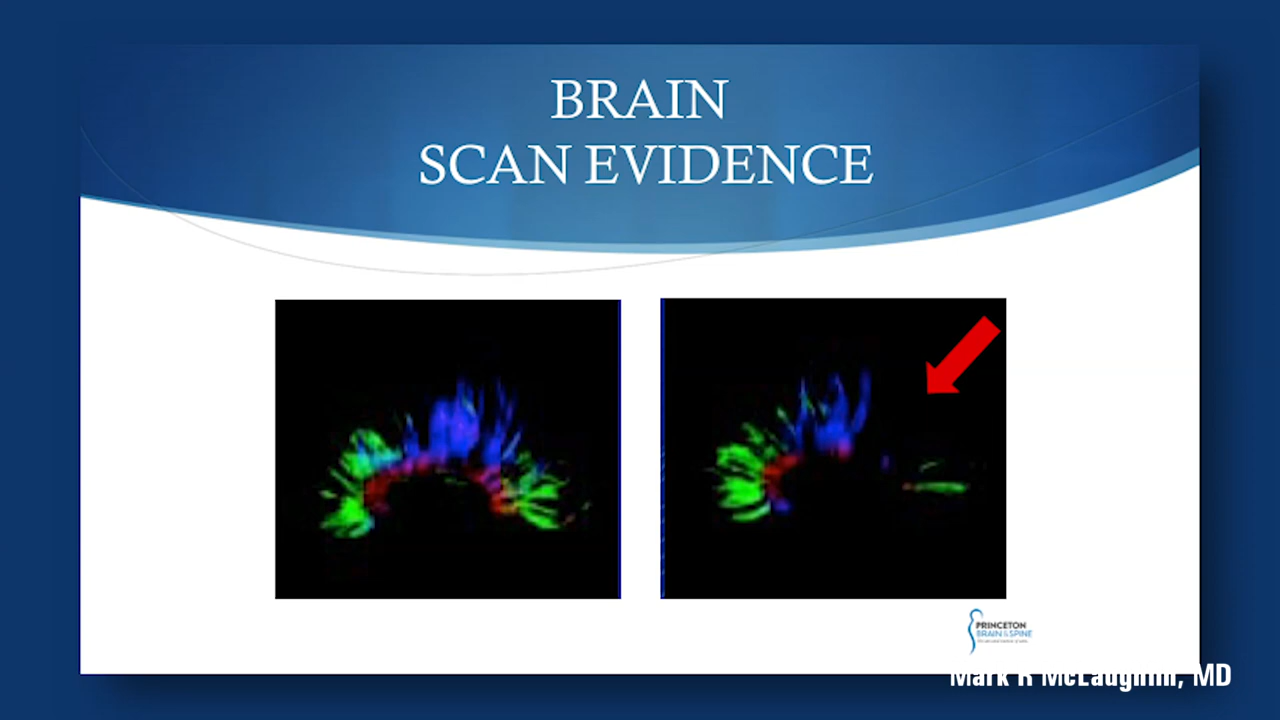 BRAIN
SCAN EVIDENCE
PRINCETON
BRAIN & SPINE
Mark R McLaughlin, MD